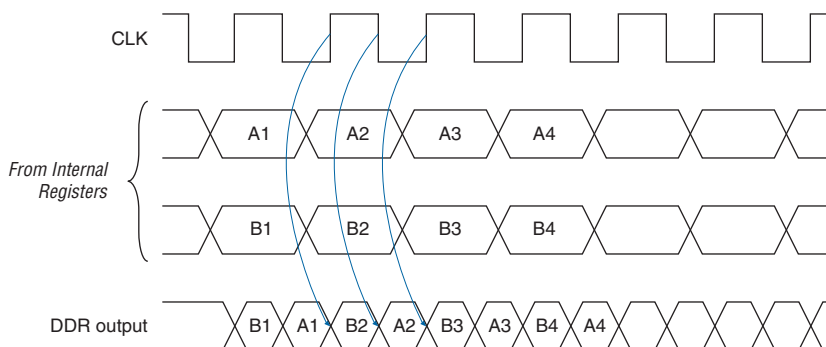 CLK
A1 A2 A3 A4
From Internal
Registers
B1 B2 B3 B4
DDR output B1 A1 B2 A2 B3 A3 B4 A4